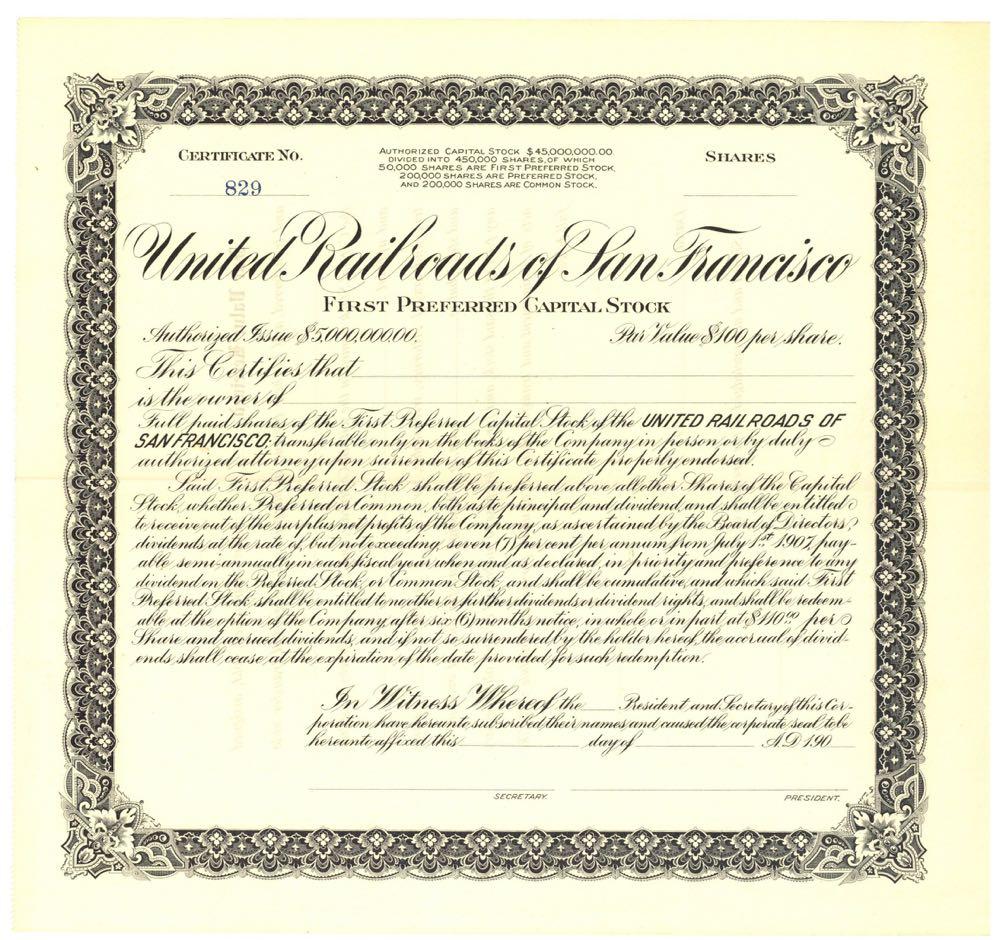 CERTIFICATE NO.
829
AUTHORIZED CAPITAL STOCK $45,000,000.00
DIVIDED INTO 450,000 SHARES, OF WHICH
50,000 SHARES ARE FIRST PREFERRED STOCK,
200,000 SHARES ARE PREFERRED STOCK,
AND 200,000 SHARES ARE COMMON STOCK.
SHARES
United Railroads of San Francisco
FIRST PREFERRED CAPITAL STOCK
Authorized Issue $5,000,000.00. Par Value $100 per share.
This Certifies that
is the owner of
Full paid shares of the First Preferred Capital Stock of the UNITED RAILROADS OF
SAN FRANCISCO; transferable only on the books of the Company in person or by duly
authorized attorney upon surrender of this Certificate properly endorsed.
Said First Preferred Stock shall be preferred above all other Shares of the Capital
Stock, whether Preferred or Common, both as to principal and dividend, and shall be entitled
to receive out of the surplus net profits of the Company, as ascertained by the Board of Directors,
dividends at the rate of, but not exceeding, seven (7) per cent per annum from July 1st 1907, pay-
able semi-annually in each fiscal year when and as declared, in priority and preference to any
dividend on the Preferred Stock, or Common Stock, and shall be cumulative, and which said First
Preferred Stock shall be entitled to no other or further dividends or dividend rights, and shall be redeem-
able at the option of the Company, after six (6) months notice, in whole or in part at $110.00 per
Share and accrued dividends, and if not so surrendered by the holder hereof, the accrual of divid-
ends shall cease, at the expiration of the date provided for such redemption.
In Witness Whereof the President and Secretary of this Cor-
poration have hereunto subscribed their names and caused the corporate seal to be
hereunto affixed this day of A.D. 190
SECRETARY. PRESIDENT.